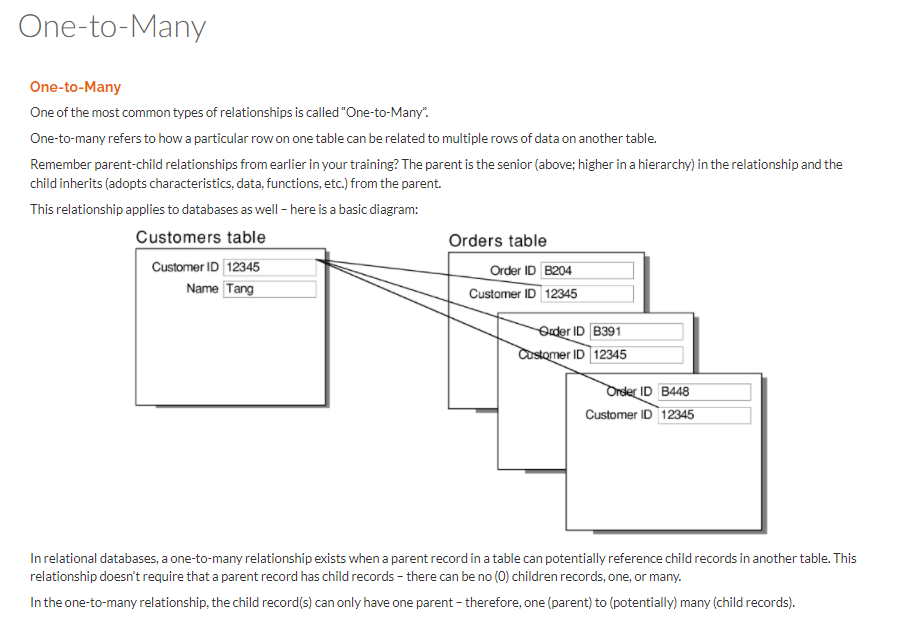 One-to-Many
One-to-Many
One of the most common types of relationships is called "One-to-Many".
One-to-many refers to how a particular row on one table can be related to multiple rows of data on another table.
Remember parent-child relationships from earlier in your training? The parent is the senior (above; higher in a hierarchy) in the relationship and the
child inherits (adopts characteristics, data, functions, etc.) from the parent.
This relationship applies to databases as well – here is a basic diagram:
Customers table
Customer ID 12345
Name Tang
Orders table
Order ID B204
Customer ID 12345
Order ID B391
Customer ID 12345
Order ID B448
Customer ID 12345
In relational databases, a one-to-many relationship exists when a parent record in a table can potentially reference child records in another table. This
relationship doesn't require that a parent record has child records – there can be no (0) children records, one, or many.
In the one-to-many relationship, the child record(s) can only have one parent – therefore, one (parent) to (potentially) many (child records).